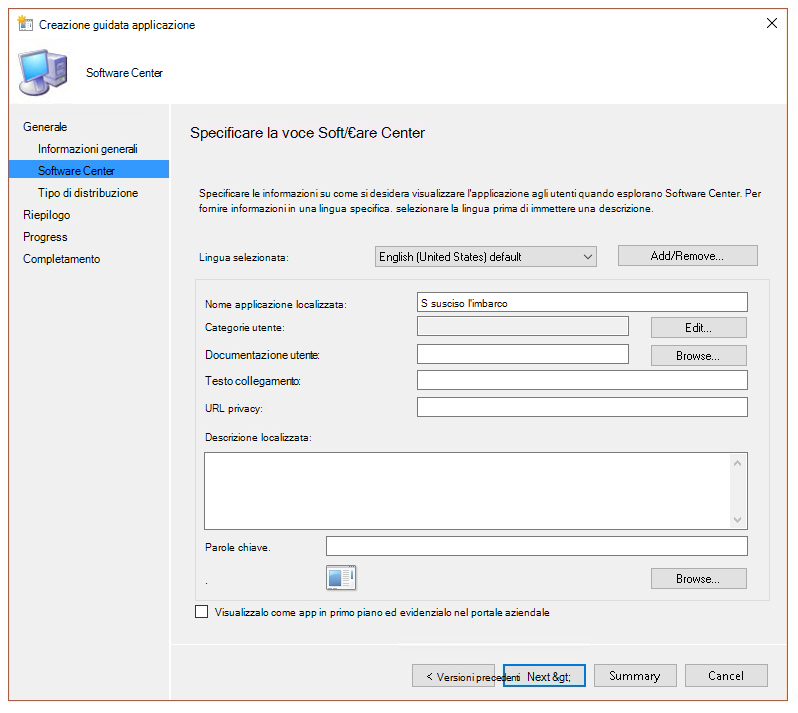 Creazione guidata applicazione
Software Center
Generale
Informazioni generali
Software Center
Tipo di distribuzione
Riepilogo
Progress
Completamento
Specificare la voce Soft/€are Center
Specificare le informazioni su come si desidera visualizzare l'applicazione agli utenti quando esplorano Software Center. Per
fornire informazioni in una lingua specifica. selezionare la lingua prima di immettere una descrizione.
Lingua selezionata: English (United States) default Add/Remove...
Nome applicazione localizzata: S susciso l'imbarco
Categorie utente: Edit...
Documentazione utente: Browse...
Testo collegamento:
URL privacy:
Descrizione localizzata:
Parole chiave.
. Browse...
Visualizzalo come app in primo piano ed evidenzialo nel portale aziendale
< Versioni precedenti Next &gt; Summary Cancel